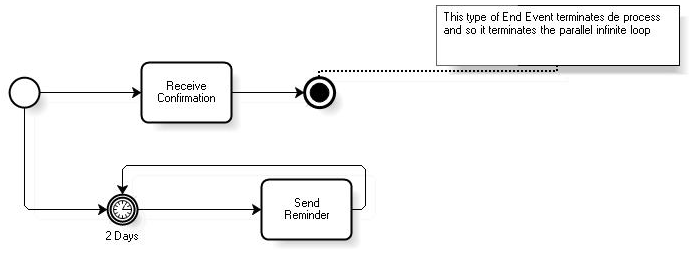 This type of End Event terminates de process
and so it terminates the parallel infinite loop
Receive
Confirmation
Send
Reminder
2 Days